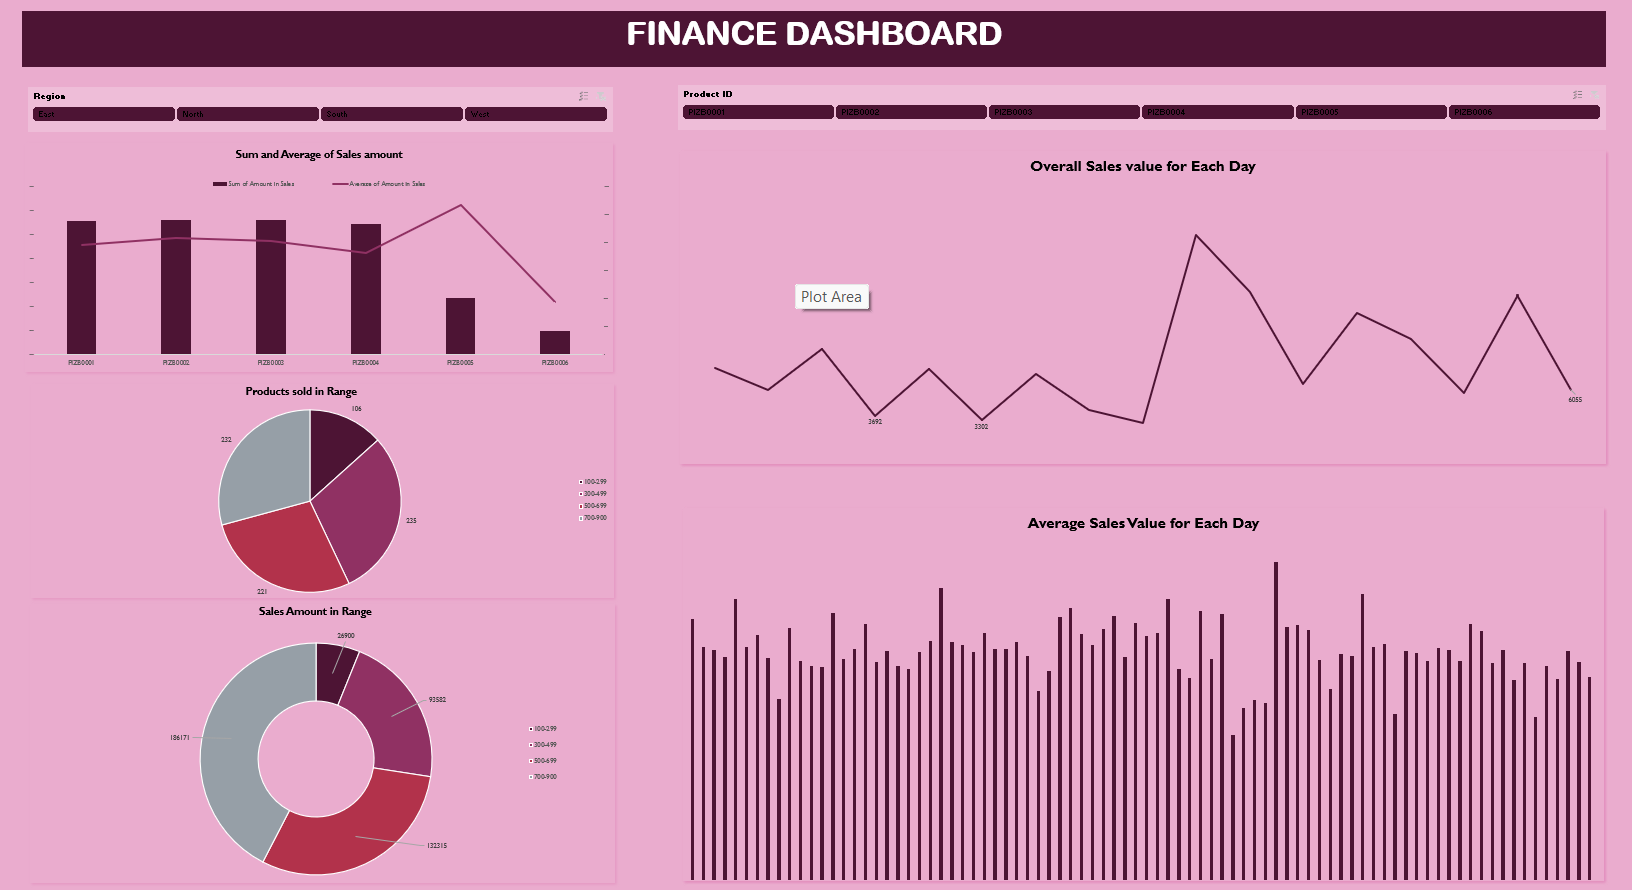 FINANCE DASHBOARD
Region
East
North
South
West
Product ID
PIZB0001
PIZB0002
PIZB0003
PIZB0004
PIZB0005
PIZB0006
Sum and Average of Sales amount
Sum of Amount in Sales
Average of Amount in Sales
PIZB0001
PIZB0002
PIZB0003
PIZB0004
PIZB0005
PIZB0006
Products sold in Range
106
232
235
221
100-299
300-499
500-699
700-900
Sales Amount in Range
26900
93582
186171
132315
100-299
300-499
500-699
700-900
Overall Sales value for Each Day
Plot Area
3692
3302
6055
Average Sales Value for Each Day